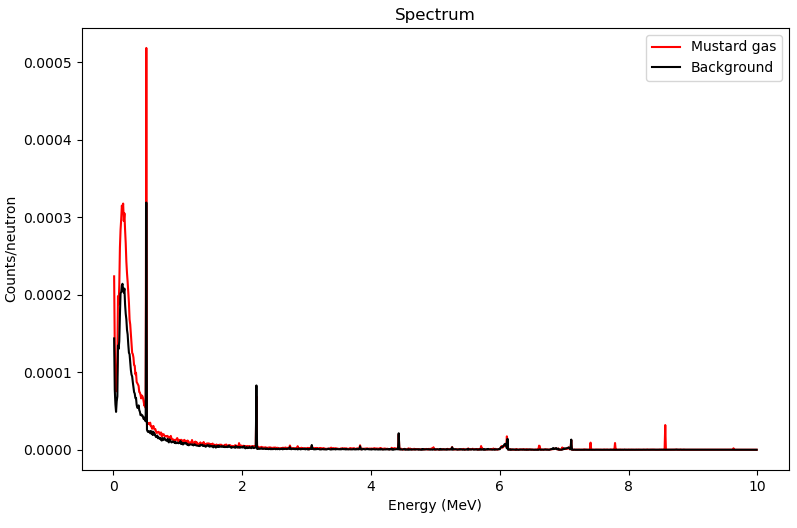 Spectrum
Mustard gas
Background
0.0005
0.0004
0.0003
0.0002
0.0001
0.0000
Counts/neutron
0 2 4 6 8 10
Energy (MeV)